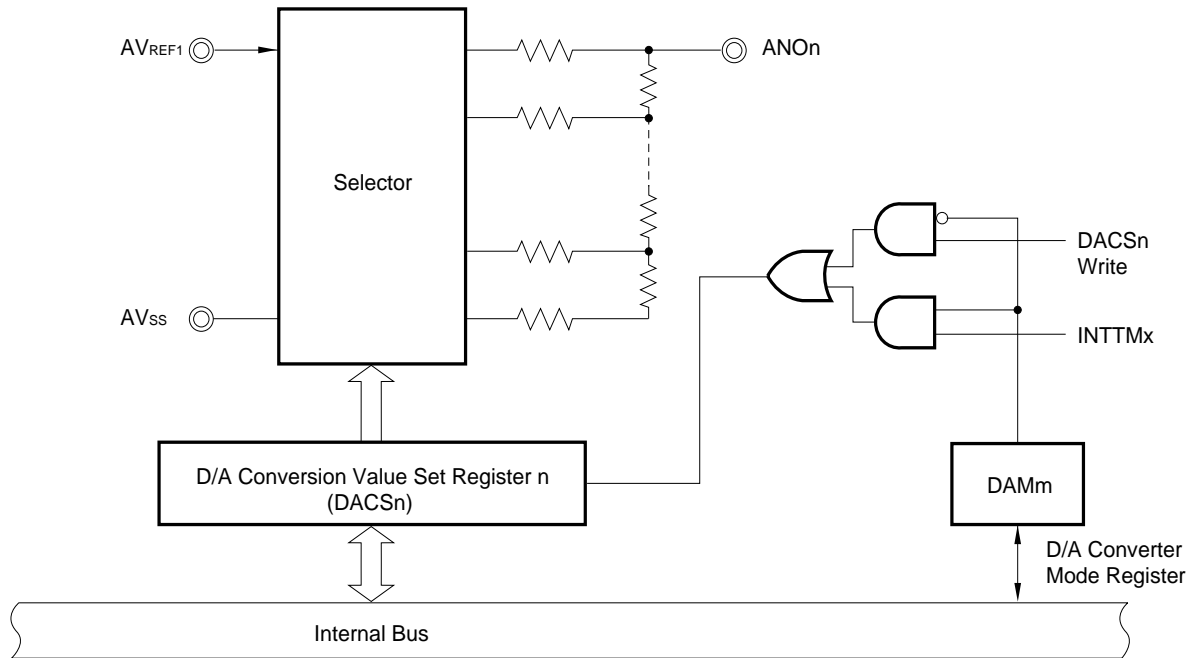 AVREF1
ANOn
Selector
DACSn
Write
AVSS
INTTMx
D/A Conversion Value Set Register n
(DACSn)
DAMm
D/A Converter
Mode Register
Internal Bus